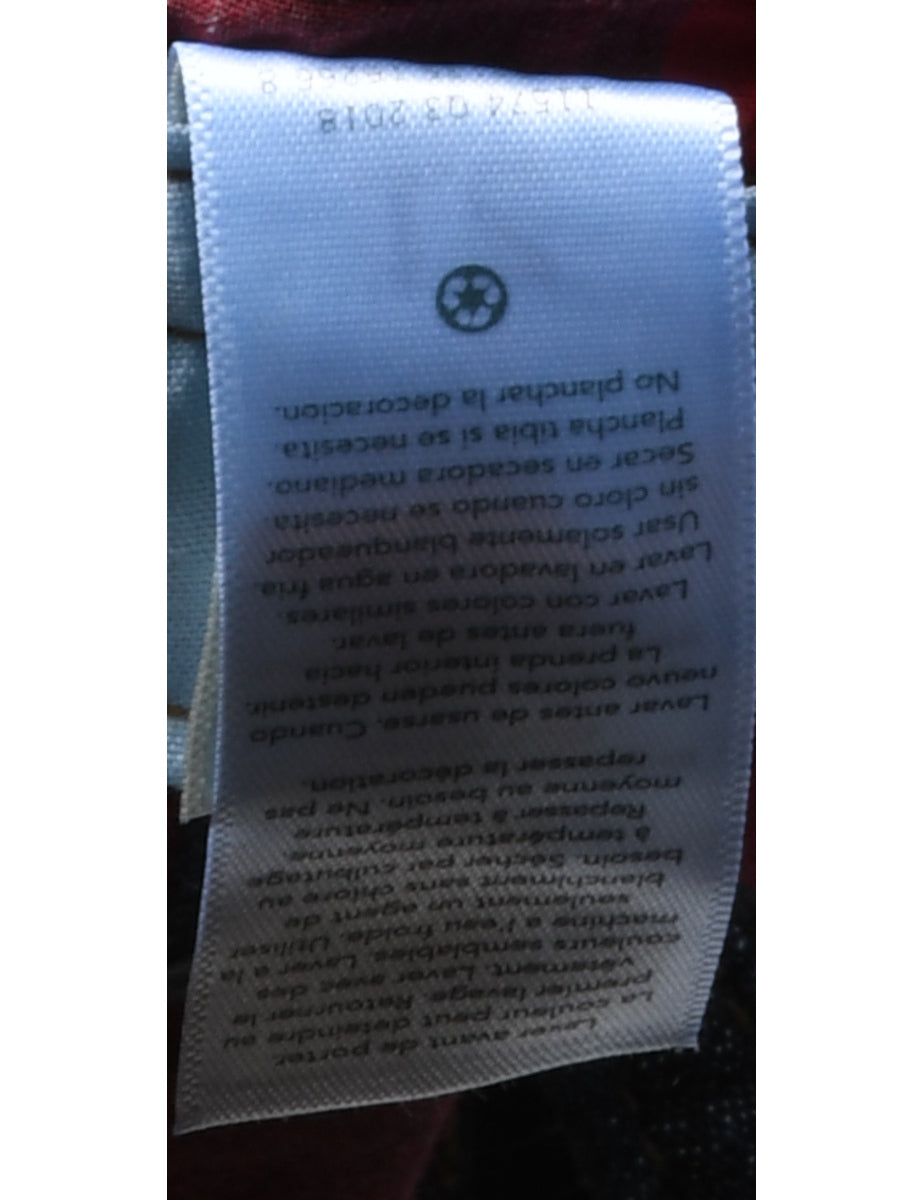 Laver avant de porter
La couleur peut deteindre au
premier lavage. Retourner le
vêtement. Laver avec des
couleurs semblables. Laver a la
machine a l'eau froide. Utiliser
seulement un agent de
blanchiment sans chlore au
besoin. Sécher par culbutage
à température moyenne.
Repasser à température
moyenne au besoin. Ne pas
repasser la décoration.
Lavar antes de usarse. Cuando
neuvo colores pueden destenir.
La prenda interior hacia
fuera antes de lavar.
Lavar con colores similares.
Lavar en lavadora en agua fria.
Usar solamente blanqueador
sin cloro cuando se necesita.
Secar en secadora mediano.
Plancha tibia si se necesita.
No planchar la decoracion.
11574 Q3 2018